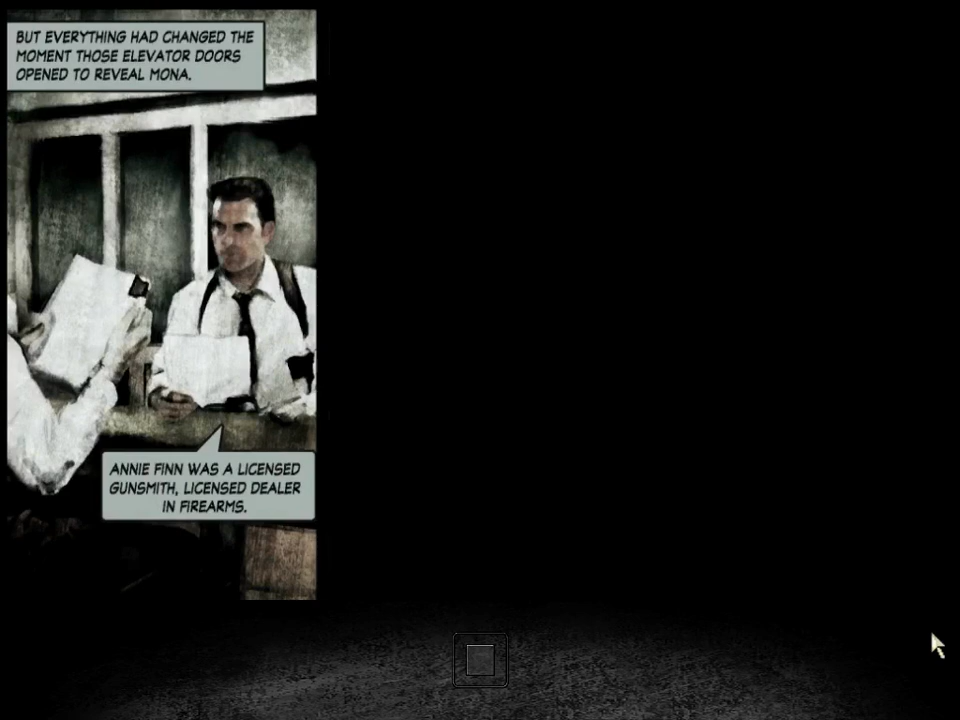 BUT EVERYTHING HAD CHANGED THE
MOMENT THOSE ELEVATOR DOORS
OPENED TO REVEAL MONA.
ANNIE FINN WAS A LICENSED
GUNSMITH, LICENSED DEALER
IN FIREARMS.